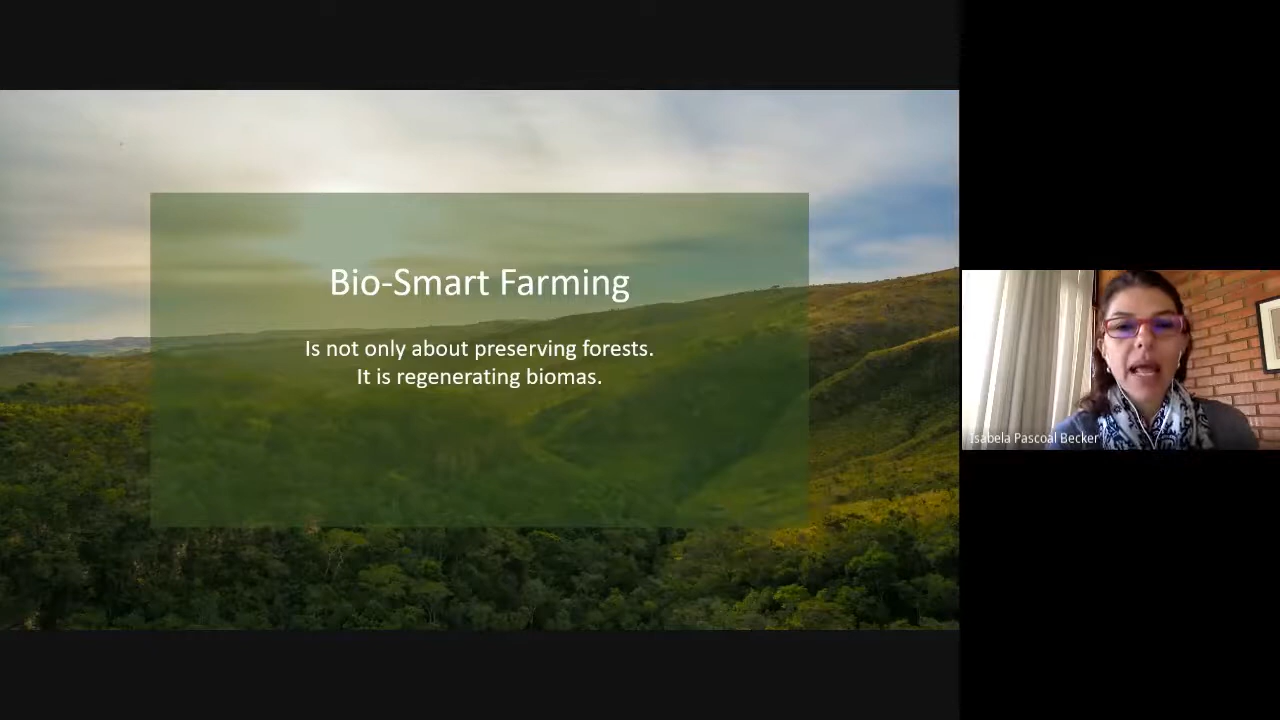 Bio-Smart Farming
Is not only about preserving forests.
It is regenerating biomas.
Isabela Pascoal Becker